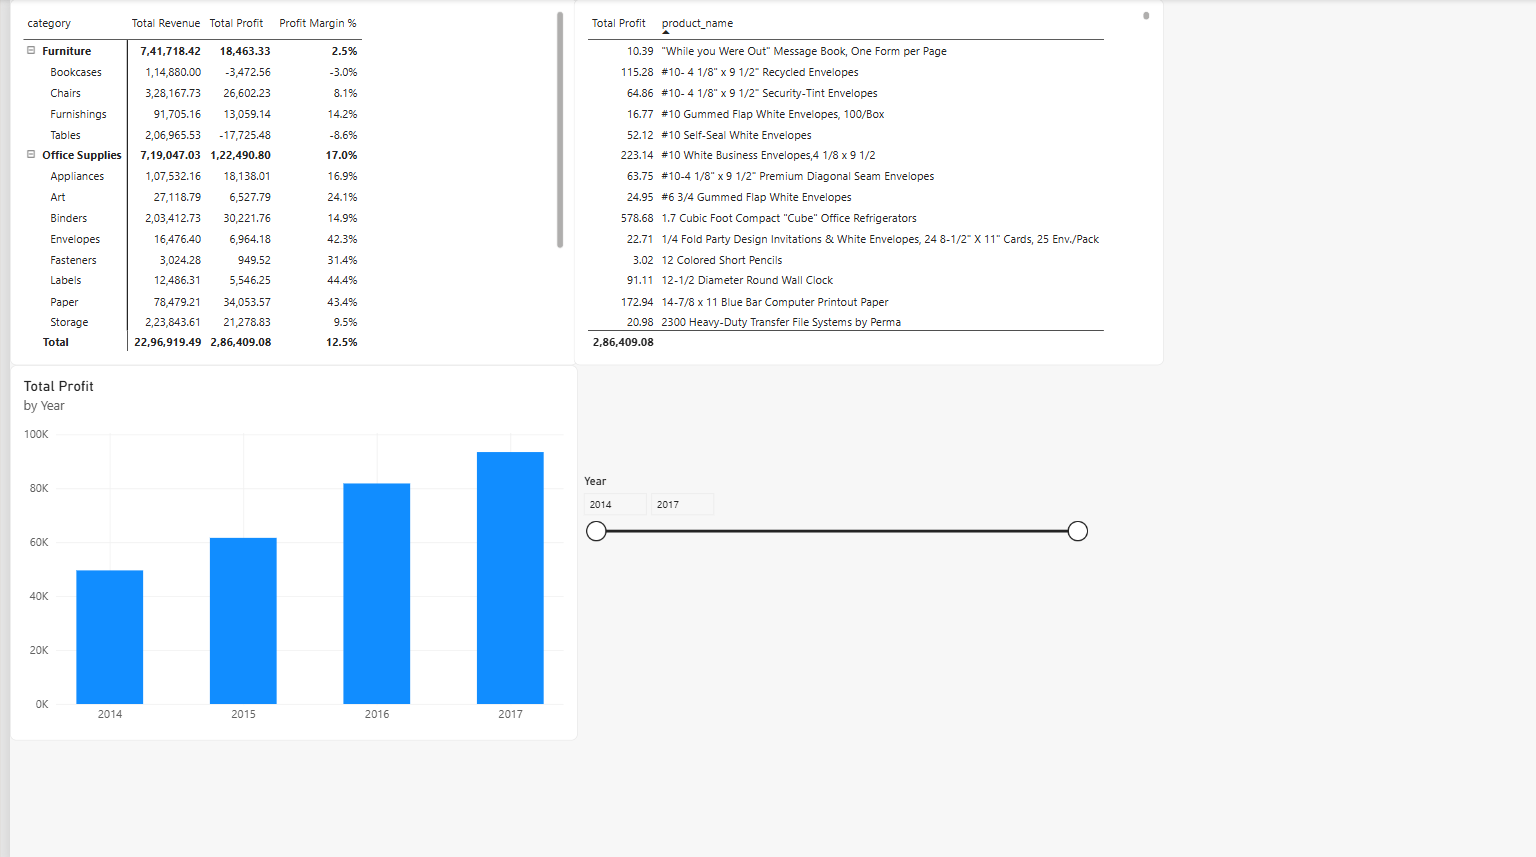 category Total Revenue Total Profit Profit Margin %
Furniture 7,41,718.42 18,463.33 2.5%
Bookcases 1,14,880.00 -3,472.56 -3.0%
Chairs 3,28,167.73 26,602.23 8.1%
Furnishings 91,705.16 13,059.14 14.2%
Tables 2,06,965.53 -17,725.48 -8.6%
Office Supplies 7,19,047.03 1,22,490.80 17.0%
Appliances 1,07,532.16 18,138.01 16.9%
Art 27,118.79 6,527.79 24.1%
Binders 2,03,412.73 30,221.76 14.9%
Envelopes 16,476.40 6,964.18 42.3%
Fasteners 3,024.28 949.52 31.4%
Labels 12,486.31 5,546.25 44.4%
Paper 78,479.21 34,053.57 43.4%
Storage 2,23,843.61 21,278.83 9.5%
Total 22,96,919.49 2,86,409.08 12.5%
Total Profit product_name
10.39 "While you Were Out" Message Book, One Form per Page
115.28 #10- 4 1/8" x 9 1/2" Recycled Envelopes
64.86 #10- 4 1/8" x 9 1/2" Security-Tint Envelopes
16.77 #10 Gummed Flap White Envelopes, 100/Box
52.12 #10 Self-Seal White Envelopes
223.14 #10 White Business Envelopes,4 1/8 x 9 1/2
63.75 #10-4 1/8" x 9 1/2" Premium Diagonal Seam Envelopes
24.95 #6 3/4 Gummed Flap White Envelopes
578.68 1.7 Cubic Foot Compact "Cube" Office Refrigerators
22.71 1/4 Fold Party Design Invitations & White Envelopes, 24 8-1/2" X 11" Cards, 25 Env./Pack
3.02 12 Colored Short Pencils
91.11 12-1/2 Diameter Round Wall Clock
172.94 14-7/8 x 11 Blue Bar Computer Printout Paper
20.98 2300 Heavy-Duty Transfer File Systems by Perma
2,86,409.08
Total Profit
by Year
100K
80K
60K
40K
20K
0K
2014 2015 2016 2017
Year
2014 2017